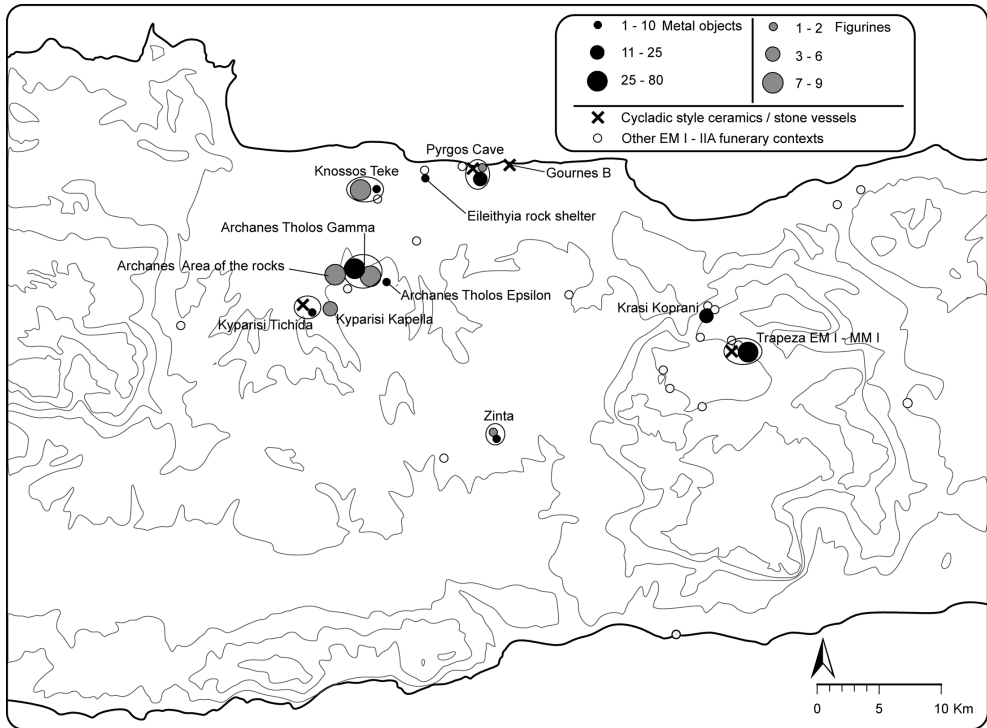 1 - 10 Metal objects
1 - 2 Figurines
11 - 25
3 - 6
25 - 80
7 - 9
Cycladic style ceramics / stone vessels
Other EM I - IIA funerary contexts
Pyrgos Cave
Gournes B
Knossos Teke
Eileithyia rock shelter
Archanes Tholos Gamma
Archanes Area of the rocks
Archanes Tholos Epsilon
Krasi Koprani
Kyparisi Tichida
Kyparisi Kapella
Trapeza EM I - MM I
Zinta
0 5 10 Km